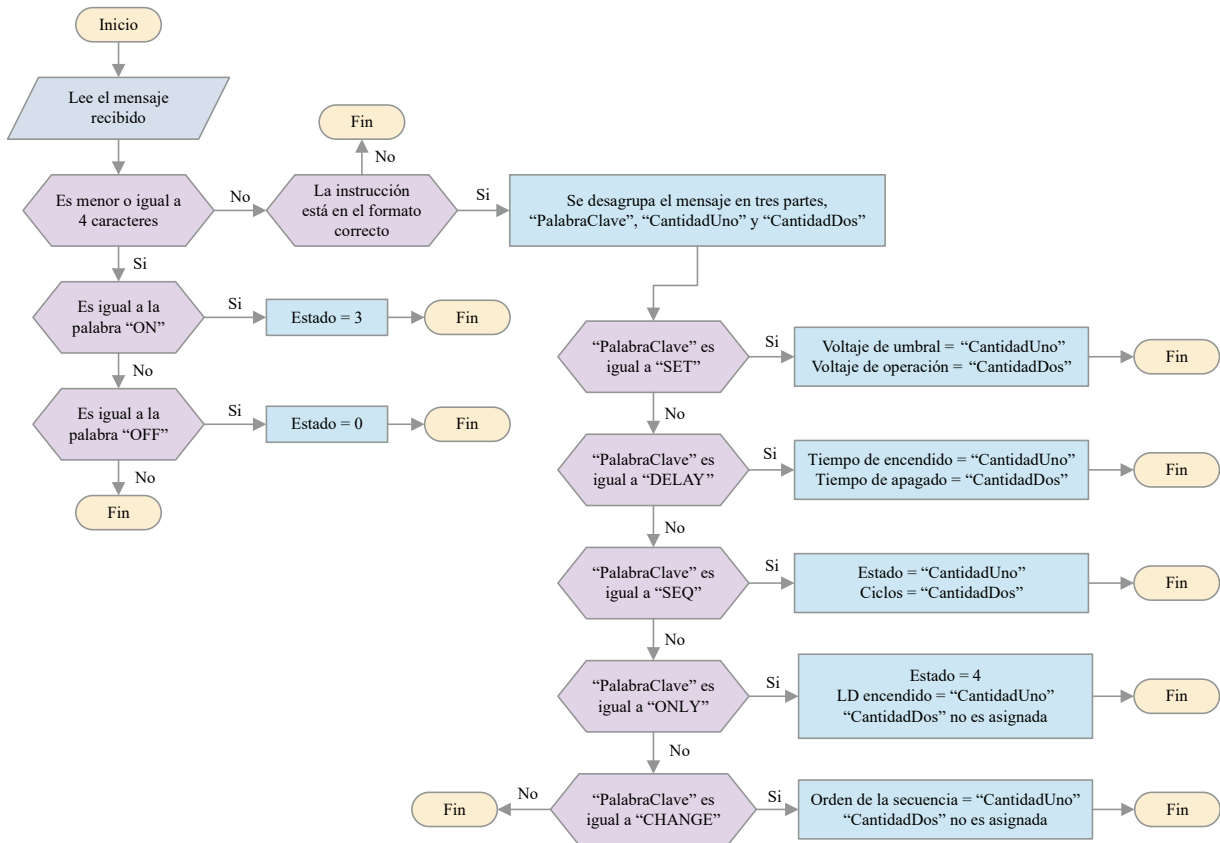 Inicio
Lee el mensaje
recibido
Es menor o igual a
4 caracteres
No
La instrucción
está en el formato
correcto
No
Fin
Si
Se desagrupa el mensaje en tres partes,
“PalabraClave”, “CantidadUno” y “CantidadDos”
Si
Es igual a la
palabra “ON”
Si
Estado = 3
Fin
No
Es igual a la
palabra “OFF”
Si
Estado = 0
Fin
No
Fin
“PalabraClave” es
igual a “SET”
Si
Voltaje de umbral = “CantidadUno”
Voltaje de operación = “CantidadDos”
Fin
No
“PalabraClave” es
igual a “DELAY”
Si
Tiempo de encendido = “CantidadUno”
Tiempo de apagado = “CantidadDos”
Fin
No
“PalabraClave” es
igual a “SEQ”
Si
Estado = “CantidadUno”
Ciclos = “CantidadDos”
Fin
No
“PalabraClave” es
igual a “ONLY”
Si
Estado = 4
LD encendido = “CantidadUno”
“CantidadDos” no es asignada
Fin
No
“PalabraClave” es
igual a “CHANGE”
No
Fin
Si
Orden de la secuencia = “CantidadUno”
“CantidadDos” no es asignada
Fin